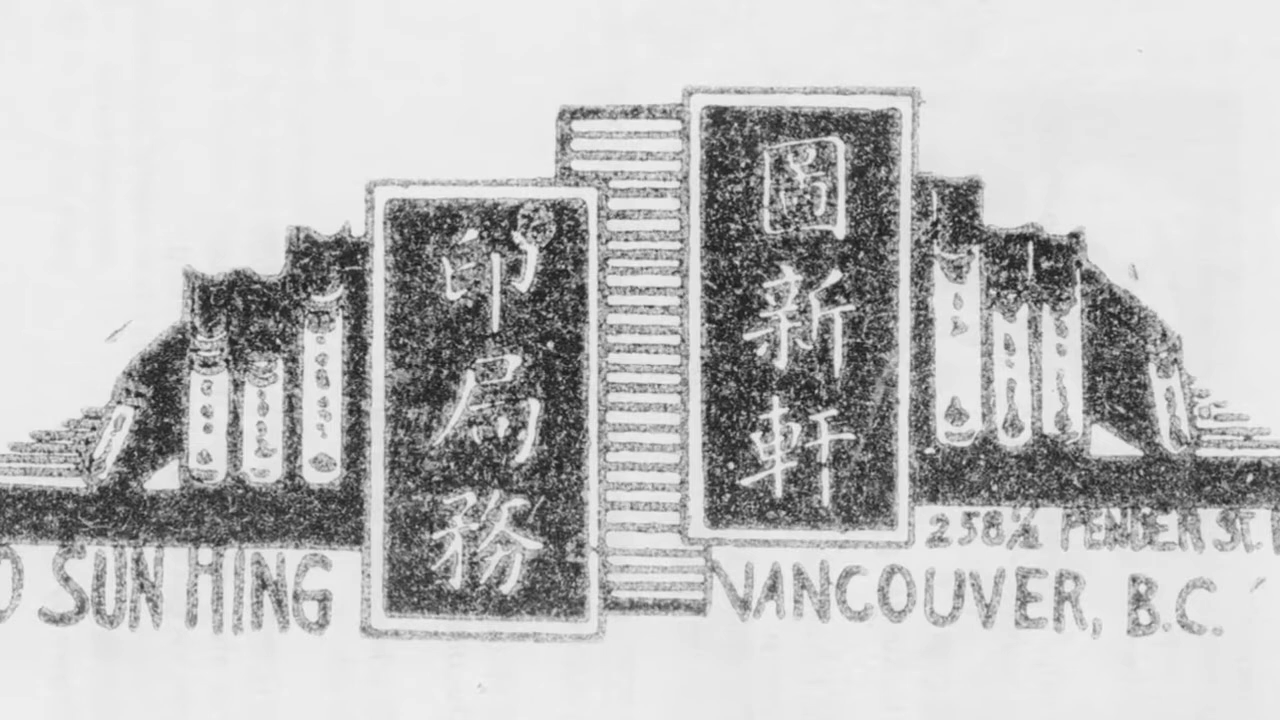 圖新軒
印局務
258½ PENDER ST.
SUN HING
VANCOUVER, B.C.